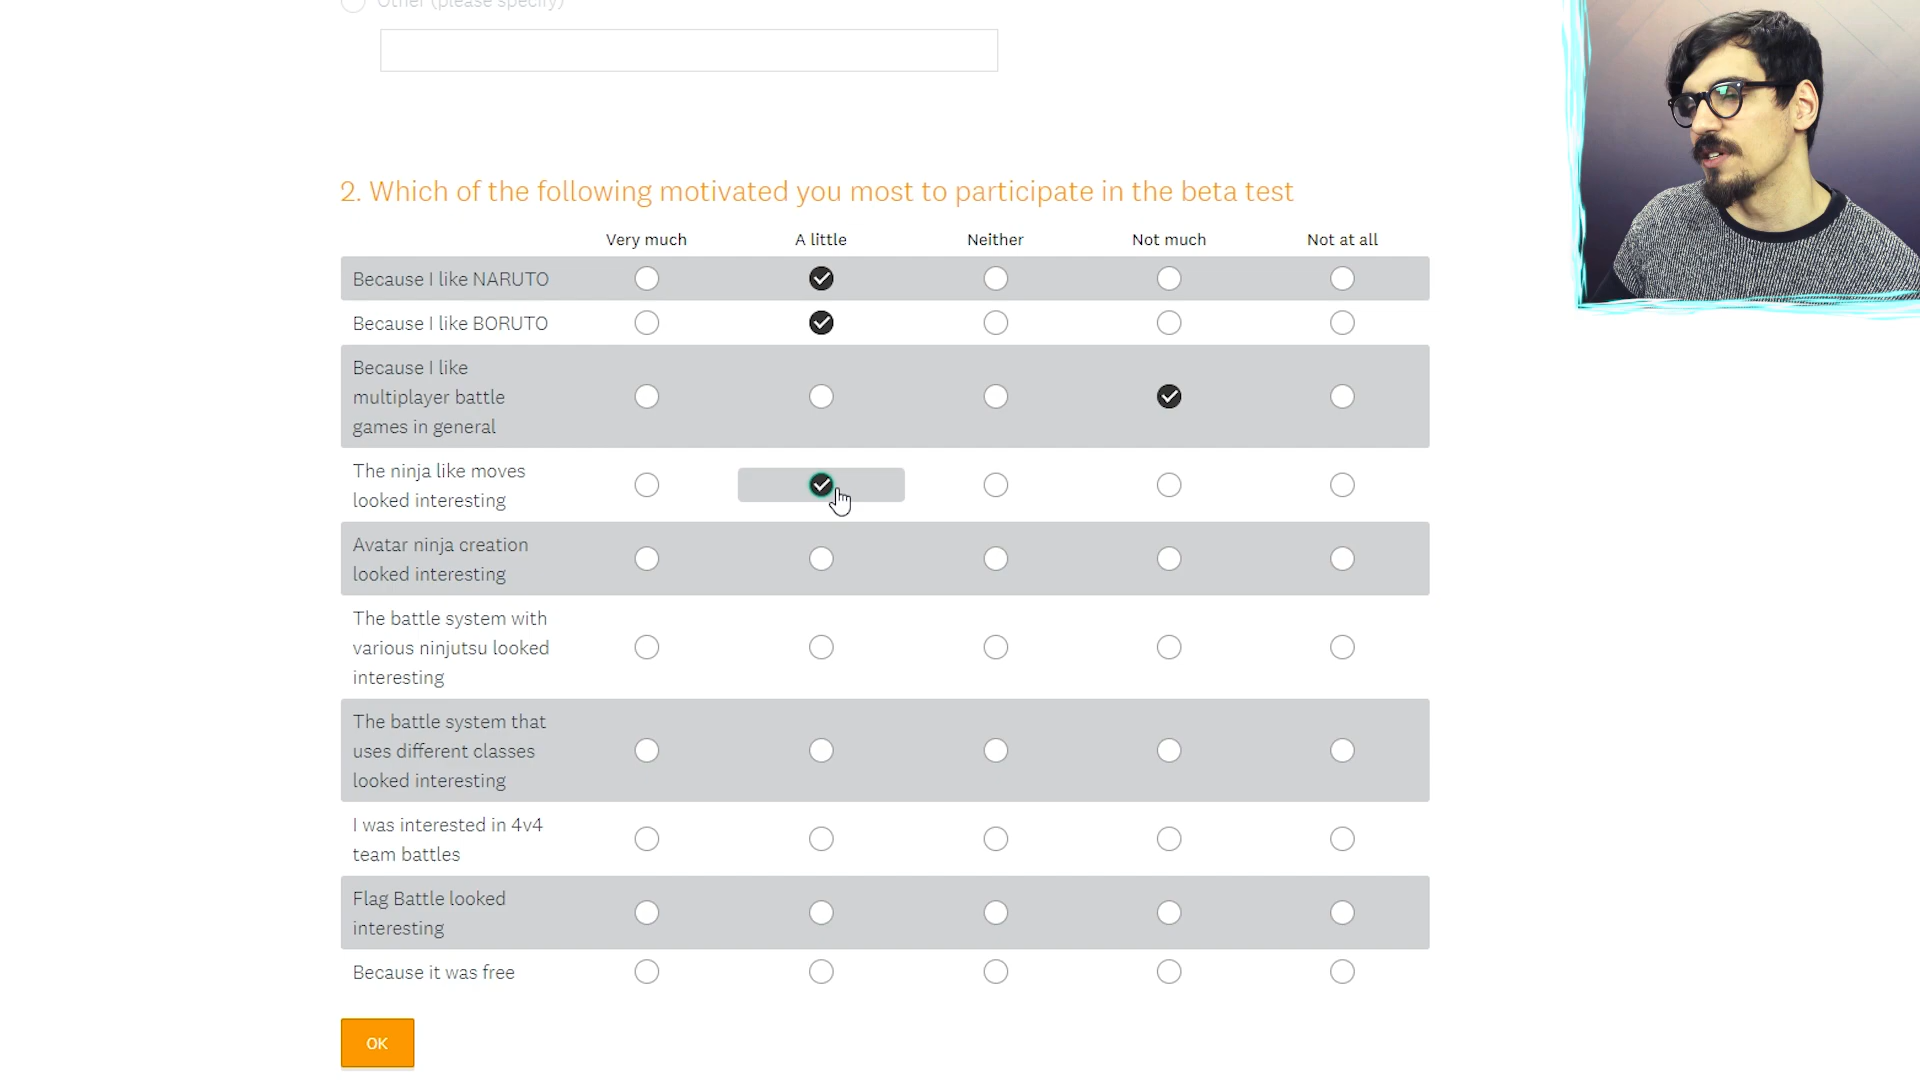 Other (please specify)
2. Which of the following motivated you most to participate in the beta test
Very much A little Neither Not much Not at all
Because I like NARUTO
Because I like BORUTO
Because I like
multiplayer battle
games in general
The ninja like moves
looked interesting
Avatar ninja creation
looked interesting
The battle system with
various ninjutsu looked
interesting
The battle system that
uses different classes
looked interesting
I was interested in 4v4
team battles
Flag Battle looked
interesting
Because it was free
OK